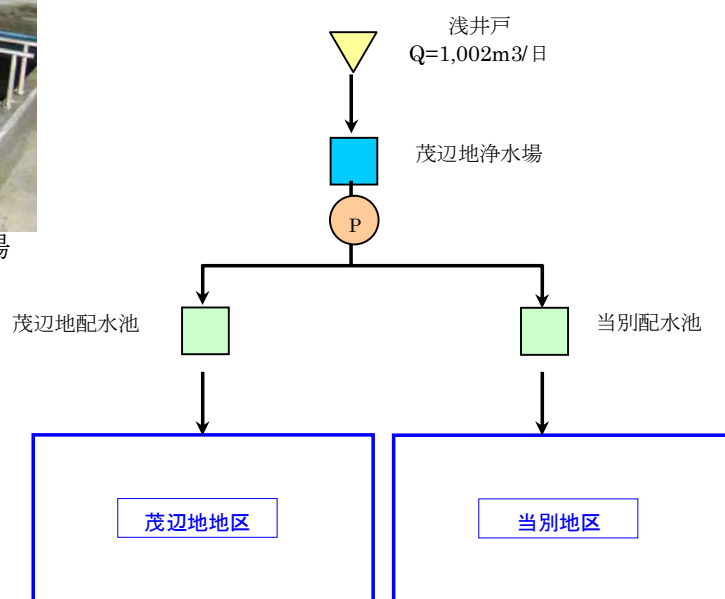 浅井戸
Q=1,002m3/日
茂辺地浄水場
P
場
茂辺地配水池
当別配水池
茂辺地地区
当別地区